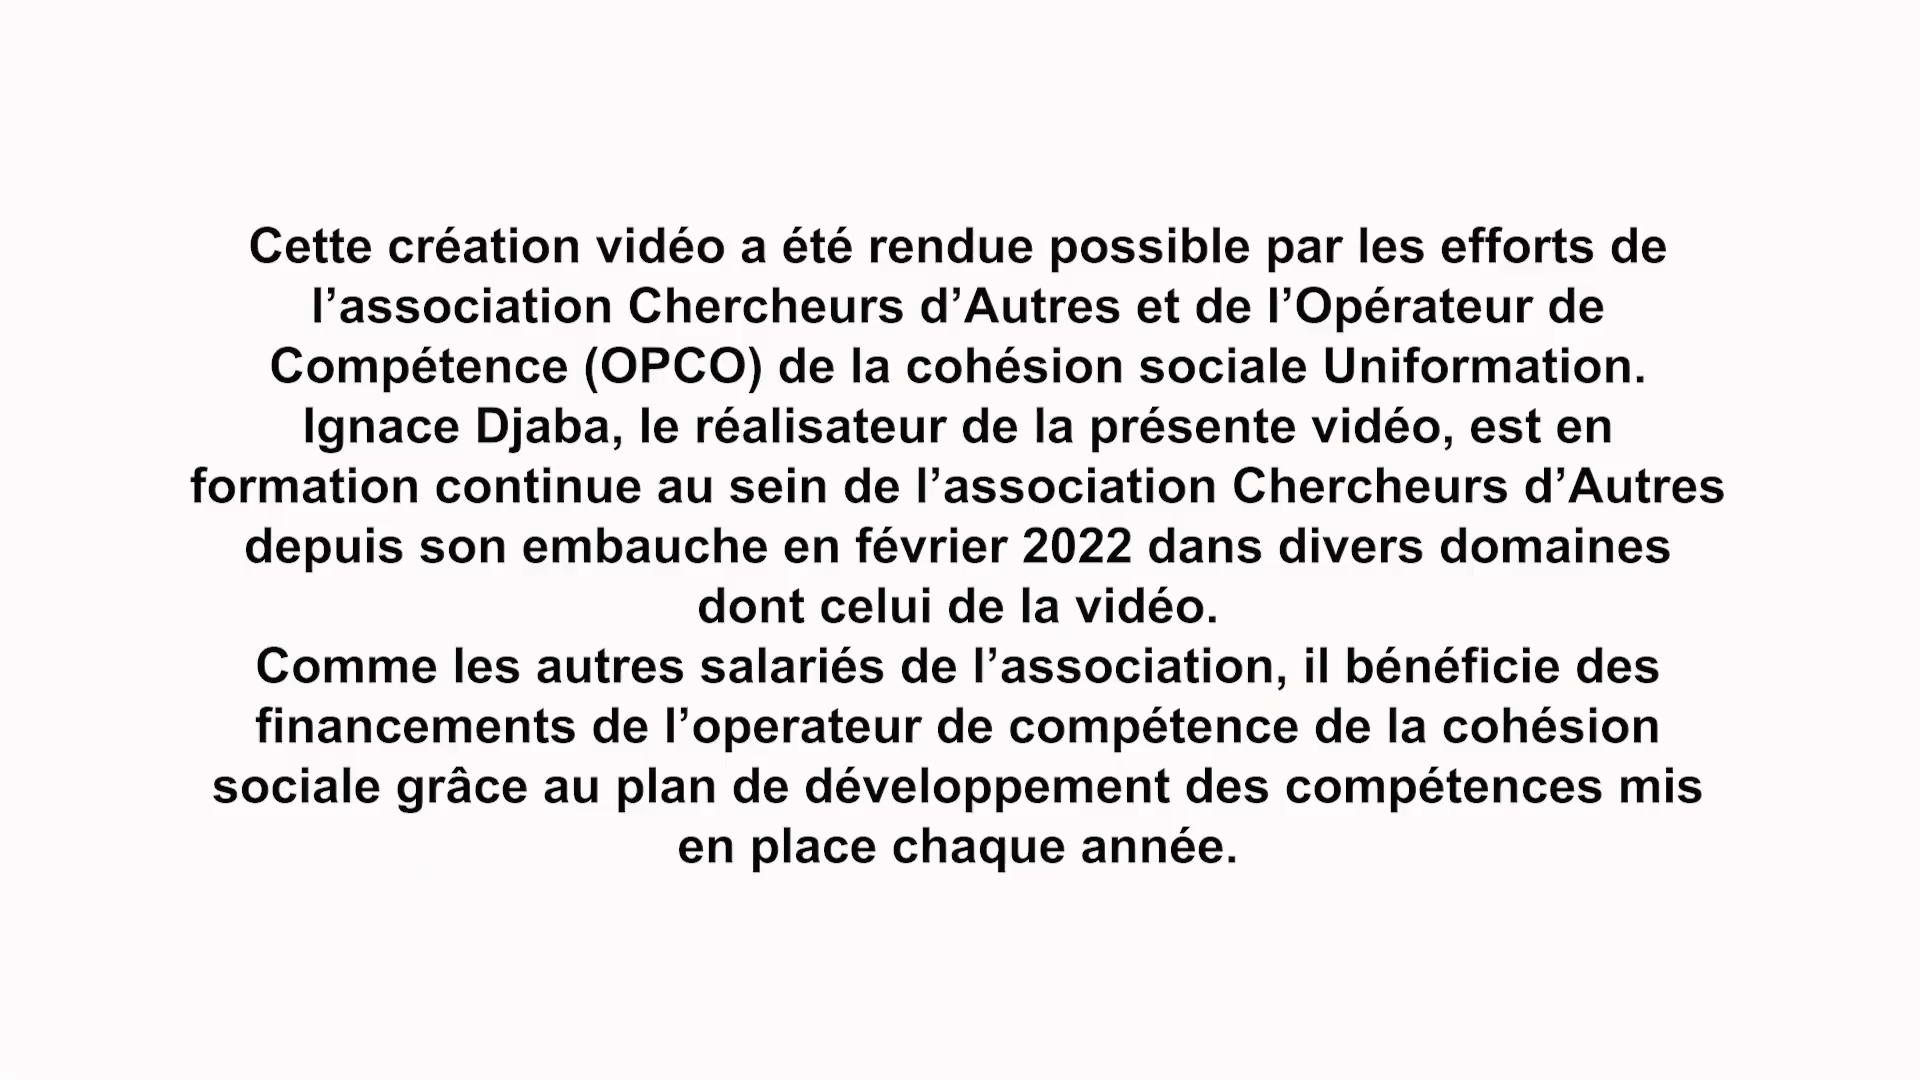 Cette création vidéo a été rendue possible par les efforts de
l’association Chercheurs d’Autres et de l’Opérateur de
Compétence (OPCO) de la cohésion sociale Uniformation.
Ignace Djaba, le réalisateur de la présente vidéo, est en
formation continue au sein de l’association Chercheurs d’Autres
depuis son embauche en février 2022 dans divers domaines
dont celui de la vidéo.
Comme les autres salariés de l’association, il bénéficie des
financements de l’operateur de compétence de la cohésion
sociale grâce au plan de développement des compétences mis
en place chaque année.